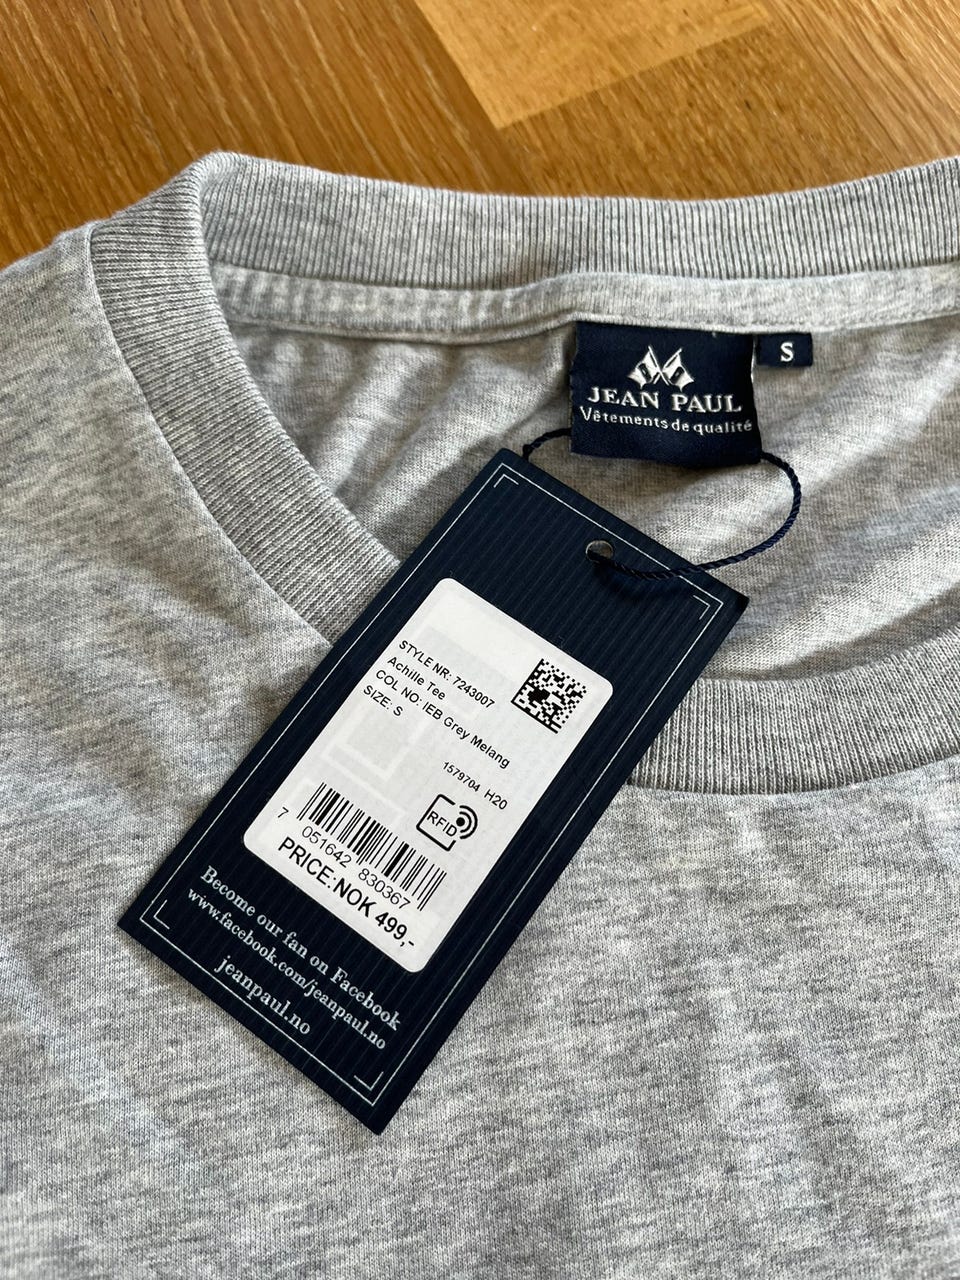 JEAN PAUL
Vêtements de qualité
S
STYLE NR: 7243007
Achille Tee
COL NO: IEB Grey Melang
SIZE: S
1579704 H20
RFID
7 051642 830367
PRICE:NOK 499,-
Become our fan on Facebook
www.facebook.com/jeanpaul.no
jeanpaul.no